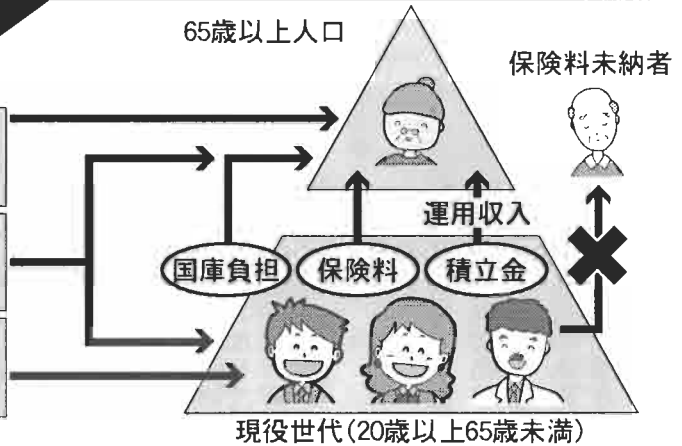 65歳以上人口
保険料未納者
運用収入
国庫負担
保険料
積立金
現役世代(20歳以上65歳未満)